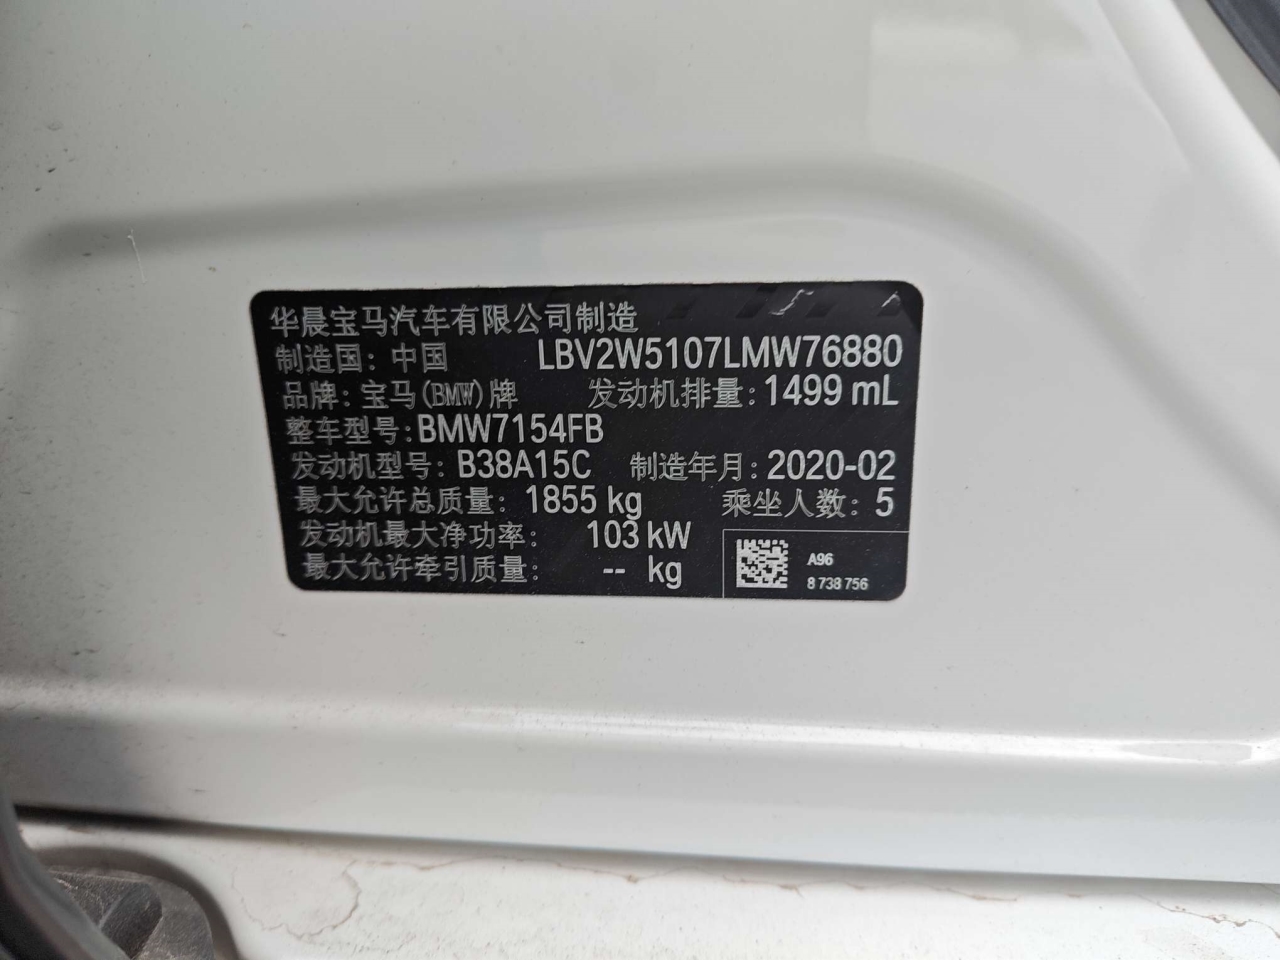 华晨宝马汽车有限公司制造
制造国：中国 LBV2W5107LMW76880
品牌：宝马(BMW)牌 发动机排量：1499 mL
整车型号：BMW7154FB
发动机型号：B38A15C 制造年月：2020-02
最大允许总质量：1855 kg 乘坐人数：5
发动机最大净功率：103 kW
最大允许牵引质量：-- kg
A96
8 738 756